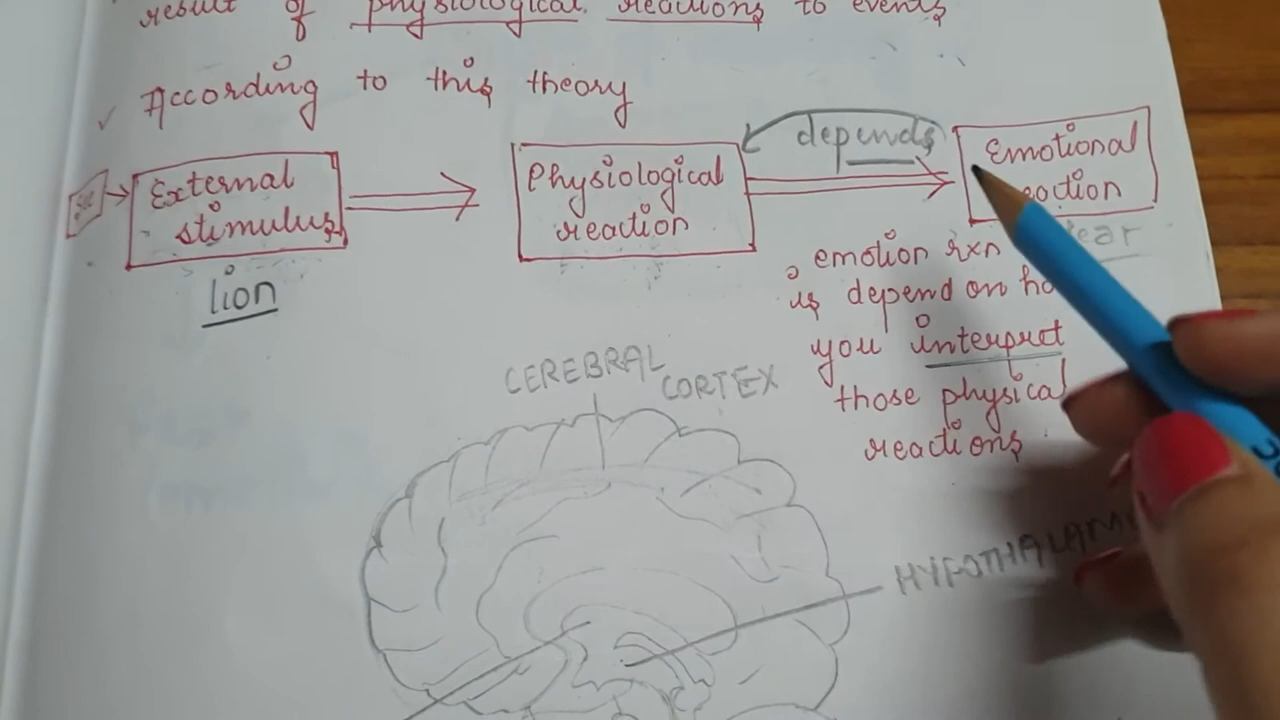 result of physiological reactions to events
According to this theory
depends
External stimulus
Physiological reaction
Emotional
lion
emotion rxn
is depend on
you interpret
those physical
reactions
CEREBRAL
CORTEX